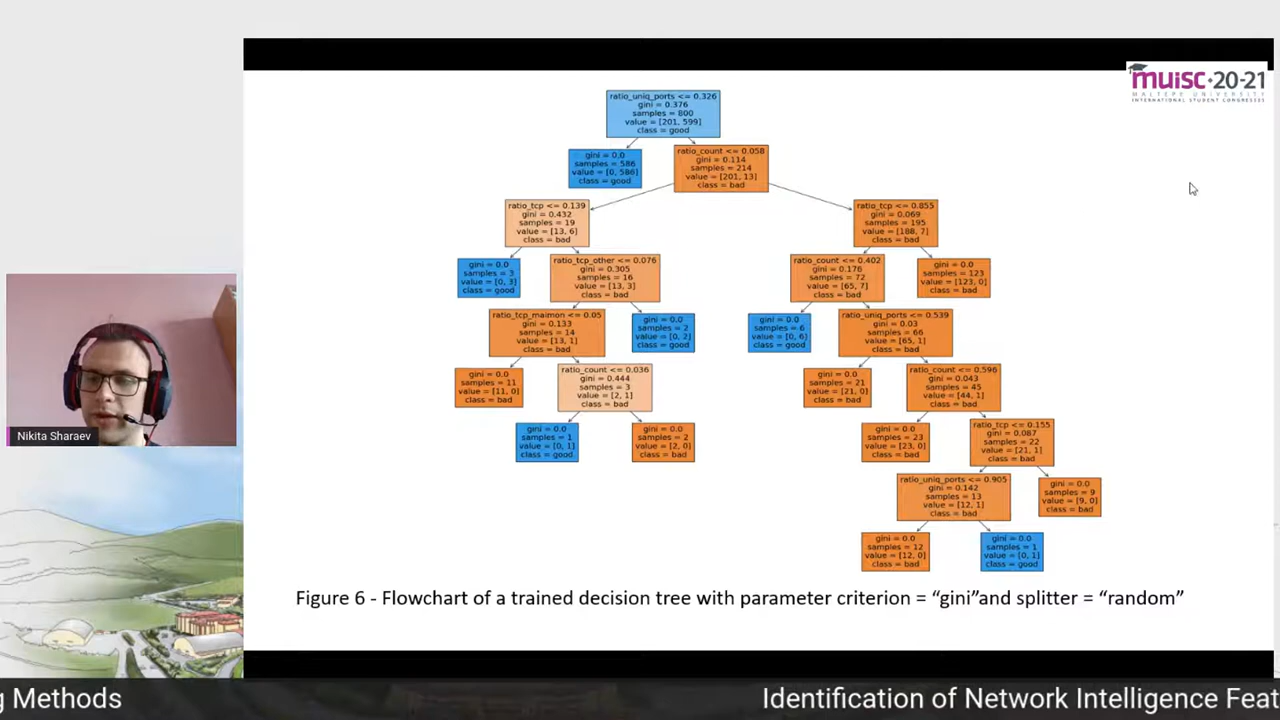 muisc·20-21
MALTEPE UNIVERSITY
INTERNATIONAL STUDENT CONGRESS
ratio_uniq_ports <= 0.326
gini = 0.376
samples = 800
value = [201, 599]
class = good
gini = 0.0
samples = 586
value = [0, 586]
class = good
ratio_count <= 0.058
gini = 0.114
samples = 214
value = [201, 13]
class = bad
ratio_tcp <= 0.139
gini = 0.432
samples = 19
value = [13, 6]
class = bad
ratio_tcp <= 0.855
gini = 0.069
samples = 195
value = [188, 7]
class = bad
gini = 0.0
samples = 3
value = [0, 3]
class = good
ratio_tcp_other <= 0.076
gini = 0.305
samples = 16
value = [13, 3]
class = bad
ratio_count <= 0.402
gini = 0.176
samples = 72
value = [65, 7]
class = bad
gini = 0.0
samples = 123
value = [123, 0]
class = bad
ratio_tcp_maimon <= 0.05
gini = 0.133
samples = 14
value = [13, 1]
class = bad
gini = 0.0
samples = 2
value = [0, 2]
class = good
gini = 0.0
samples = 6
value = [0, 6]
class = good
ratio_uniq_ports <= 0.539
gini = 0.03
samples = 66
value = [65, 1]
class = bad
gini = 0.0
samples = 11
value = [11, 0]
class = bad
ratio_count <= 0.036
gini = 0.444
samples = 3
value = [2, 1]
class = bad
gini = 0.0
samples = 21
value = [21, 0]
class = bad
ratio_count <= 0.596
gini = 0.043
samples = 45
value = [44, 1]
class = bad
gini = 0.0
samples = 1
value = [0, 1]
class = good
gini = 0.0
samples = 2
value = [2, 0]
class = bad
gini = 0.0
samples = 23
value = [23, 0]
class = bad
ratio_tcp <= 0.155
gini = 0.087
samples = 22
value = [21, 1]
class = bad
ratio_uniq_ports <= 0.905
gini = 0.142
samples = 13
value = [12, 1]
class = bad
gini = 0.0
samples = 9
value = [9, 0]
class = bad
gini = 0.0
samples = 12
value = [12, 0]
class = bad
gini = 0.0
samples = 1
value = [0, 1]
class = good
Figure 6 - Flowchart of a trained decision tree with parameter criterion = “gini”and splitter = “random”
Nikita Sharaev
g Methods
Identification of Network Intelligence Feat